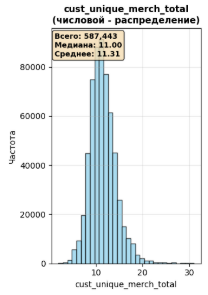 cust_unique_merch_total
(числовой - распределение)
Всего: 587,443
Медиана: 11.00
Среднее: 11.31
80000
60000
40000
20000
0
Частота
10
20
30
cust_unique_merch_total